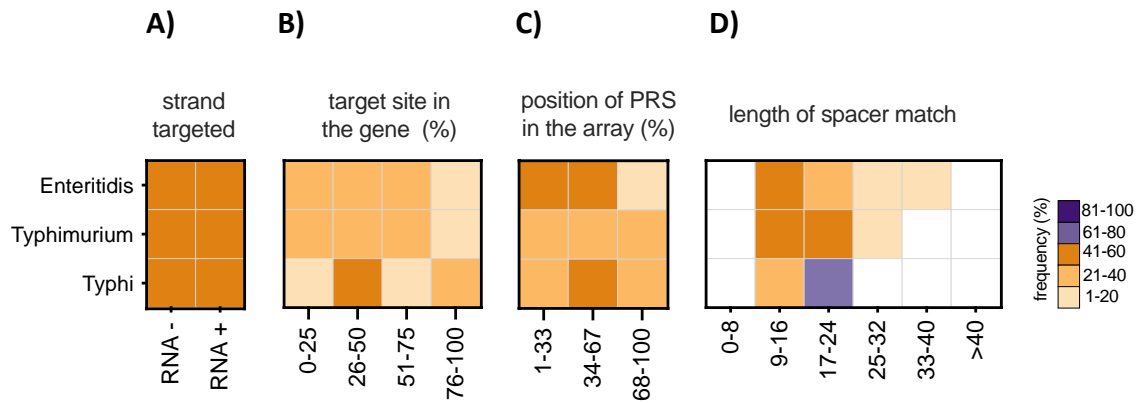 A)
B)
C)
D)
strand
targeted
target site in
the gene (%)
position of PRS
in the array (%)
length of spacer match
Enteritidis
Typhimurium
Typhi
RNA -
RNA +
0-25
26-50
51-75
76-100
1-33
34-67
68-100
0-8
9-16
17-24
25-32
33-40
>40
frequency (%)
81-100
61-80
41-60
21-40
1-20